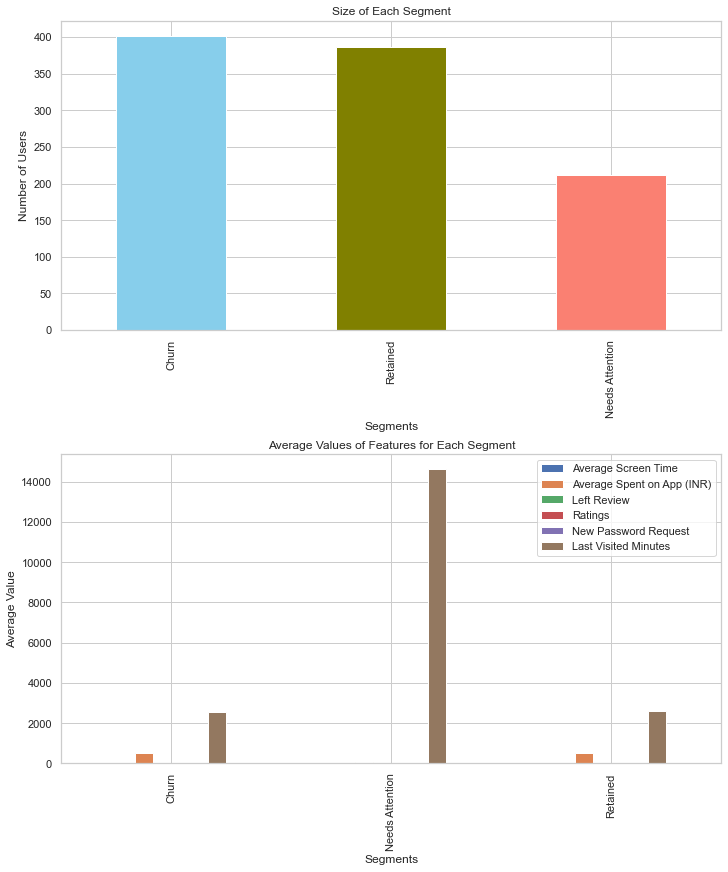 Size of Each Segment
400
350
300
250
200
150
100
50
0
Number of Users
Churn
Retained
Needs Attention
Segments
Average Values of Features for Each Segment
14000
12000
10000
8000
6000
4000
2000
0
Average Value
Average Screen Time
Average Spent on App (INR)
Left Review
Ratings
New Password Request
Last Visited Minutes
Churn
Needs Attention
Retained
Segments